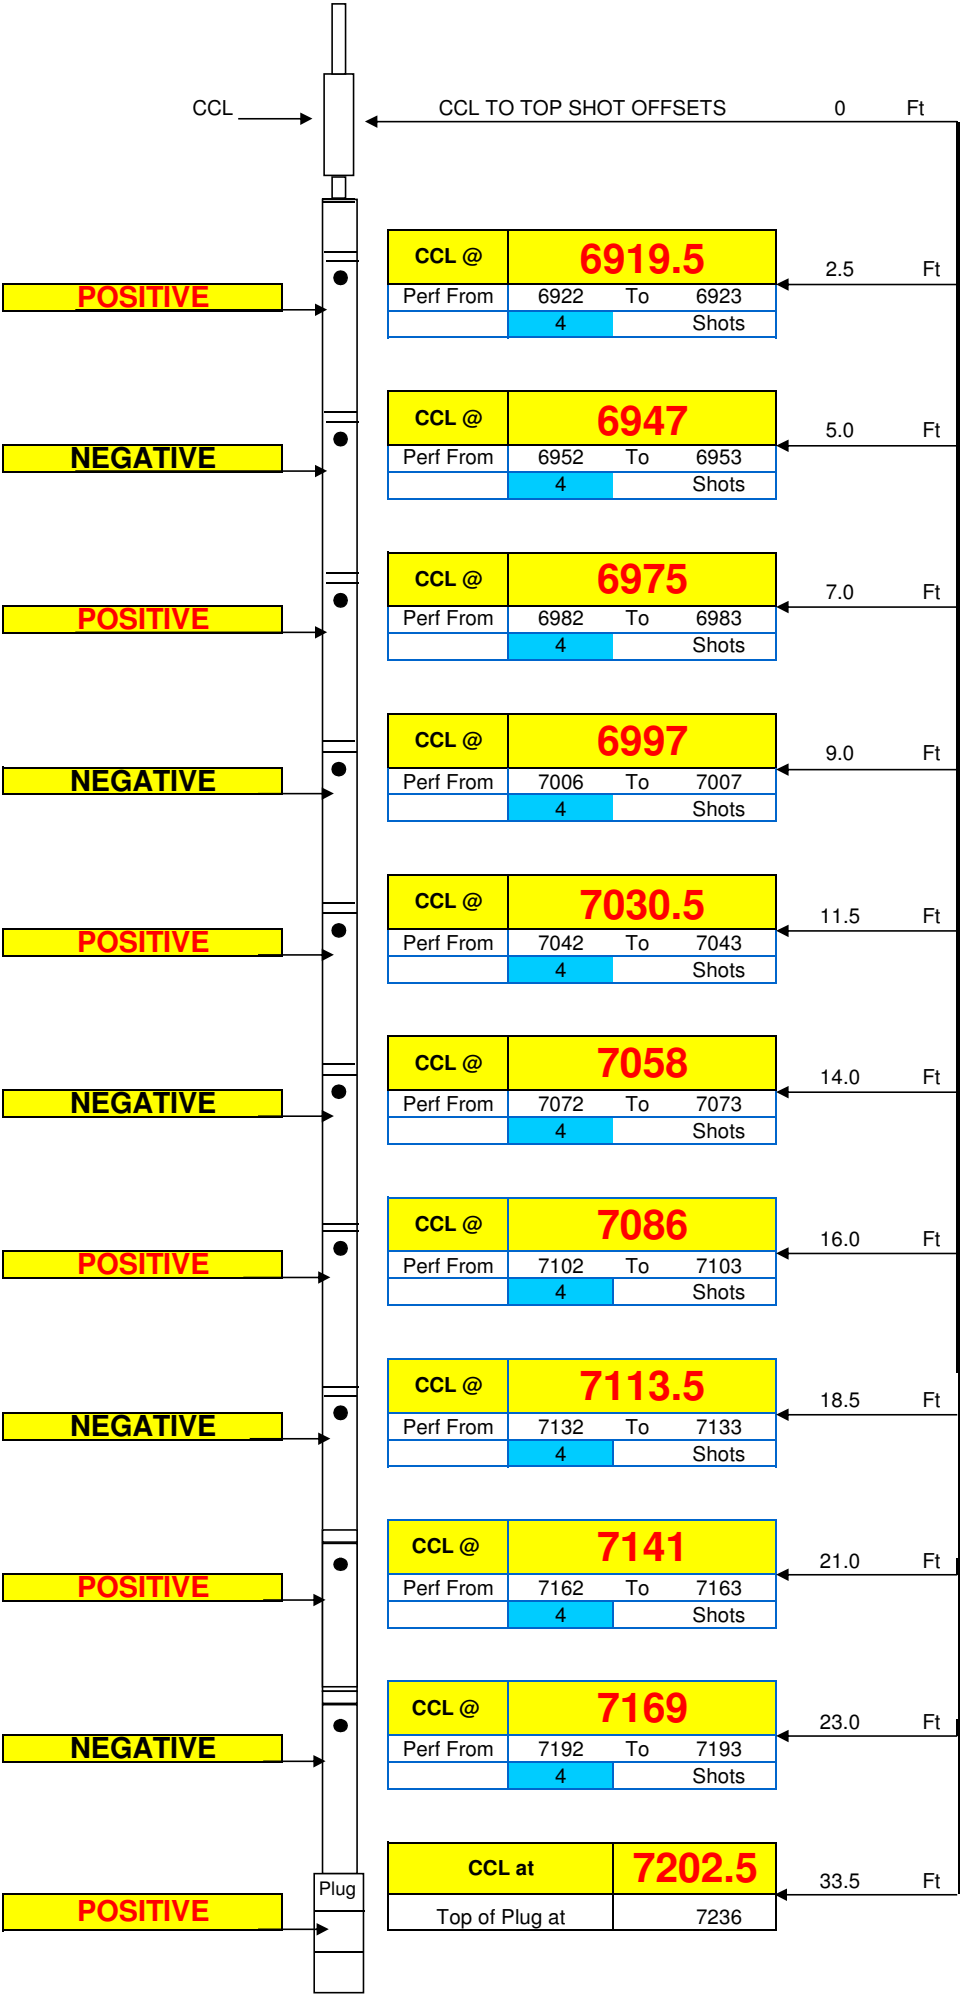 CCL CCL TO TOP SHOT OFFSETS 0 Ft
CCL @ 6919.5 2.5 Ft
POSITIVE Perf From 6922 To 6923
4 Shots
CCL @ 6947 5.0 Ft
NEGATIVE Perf From 6952 To 6953
4 Shots
CCL @ 6975 7.0 Ft
POSITIVE Perf From 6982 To 6983
4 Shots
CCL @ 6997 9.0 Ft
NEGATIVE Perf From 7006 To 7007
4 Shots
CCL @ 7030.5 11.5 Ft
POSITIVE Perf From 7042 To 7043
4 Shots
CCL @ 7058 14.0 Ft
NEGATIVE Perf From 7072 To 7073
4 Shots
CCL @ 7086 16.0 Ft
POSITIVE Perf From 7102 To 7103
4 Shots
CCL @ 7113.5 18.5 Ft
NEGATIVE Perf From 7132 To 7133
4 Shots
CCL @ 7141 21.0 Ft
POSITIVE Perf From 7162 To 7163
4 Shots
CCL @ 7169 23.0 Ft
NEGATIVE Perf From 7192 To 7193
4 Shots
Plug CCL at 7202.5 33.5 Ft
POSITIVE Top of Plug at 7236